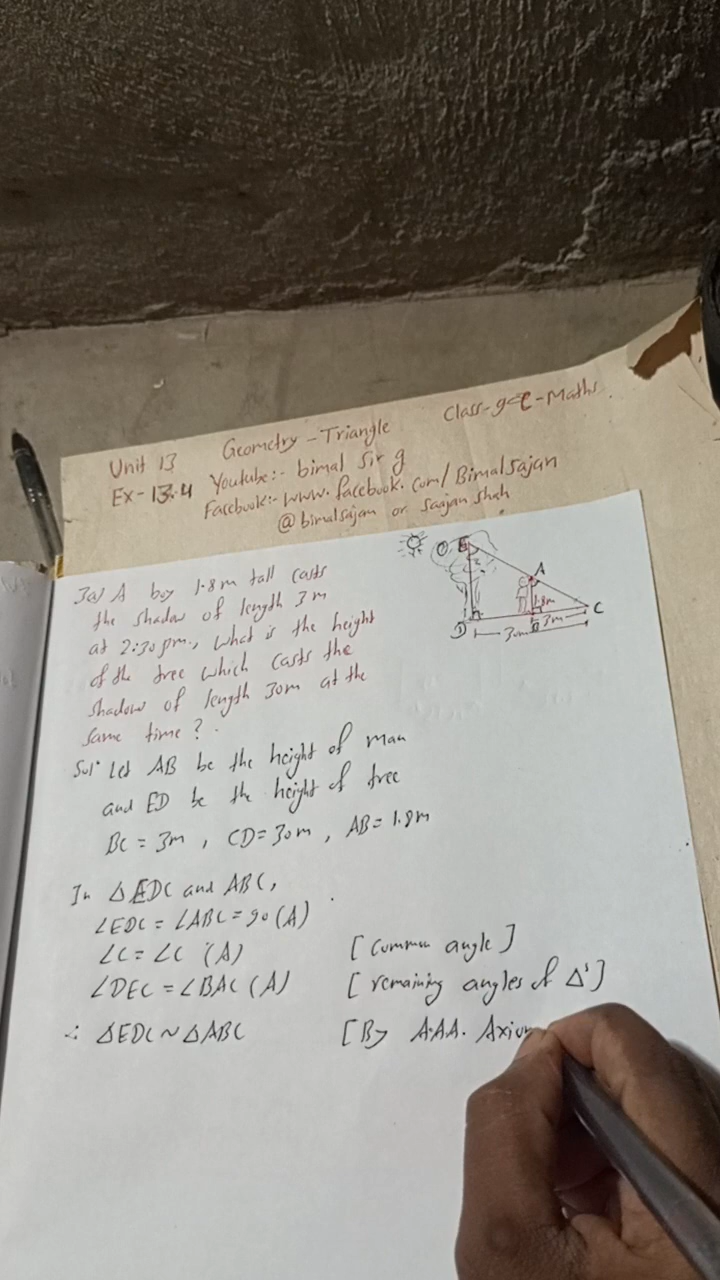 Unit 13 Geometry - Triangle Class-9 - Maths.
Ex-13.4 Youtube:- bimal Sir g
Facebook:- www.facebook.com/Bimalsajan
@bimalsajan or sajan shah
3a) A boy 1.8m tall casts
the shadow of length 3m
at 2:30 pm., what is the height
of the tree which casts the
shadow of length 30m at the
same time?.
E
A
1.8m
C
D
B
3m
30m
Sol: Let AB be the height of man
and ED be the height of tree
BC = 3m, CD = 30m, AB = 1.8m
In ΔEDC and ABC,
∠EDC = ∠ABC = 90 (A)
∠C = ∠C (A) [Common angle]
∠DEC = ∠BAC (A) [remaining angles of Δ's]
∴ ΔEDC ~ ΔABC [By A.A.A. Axiom